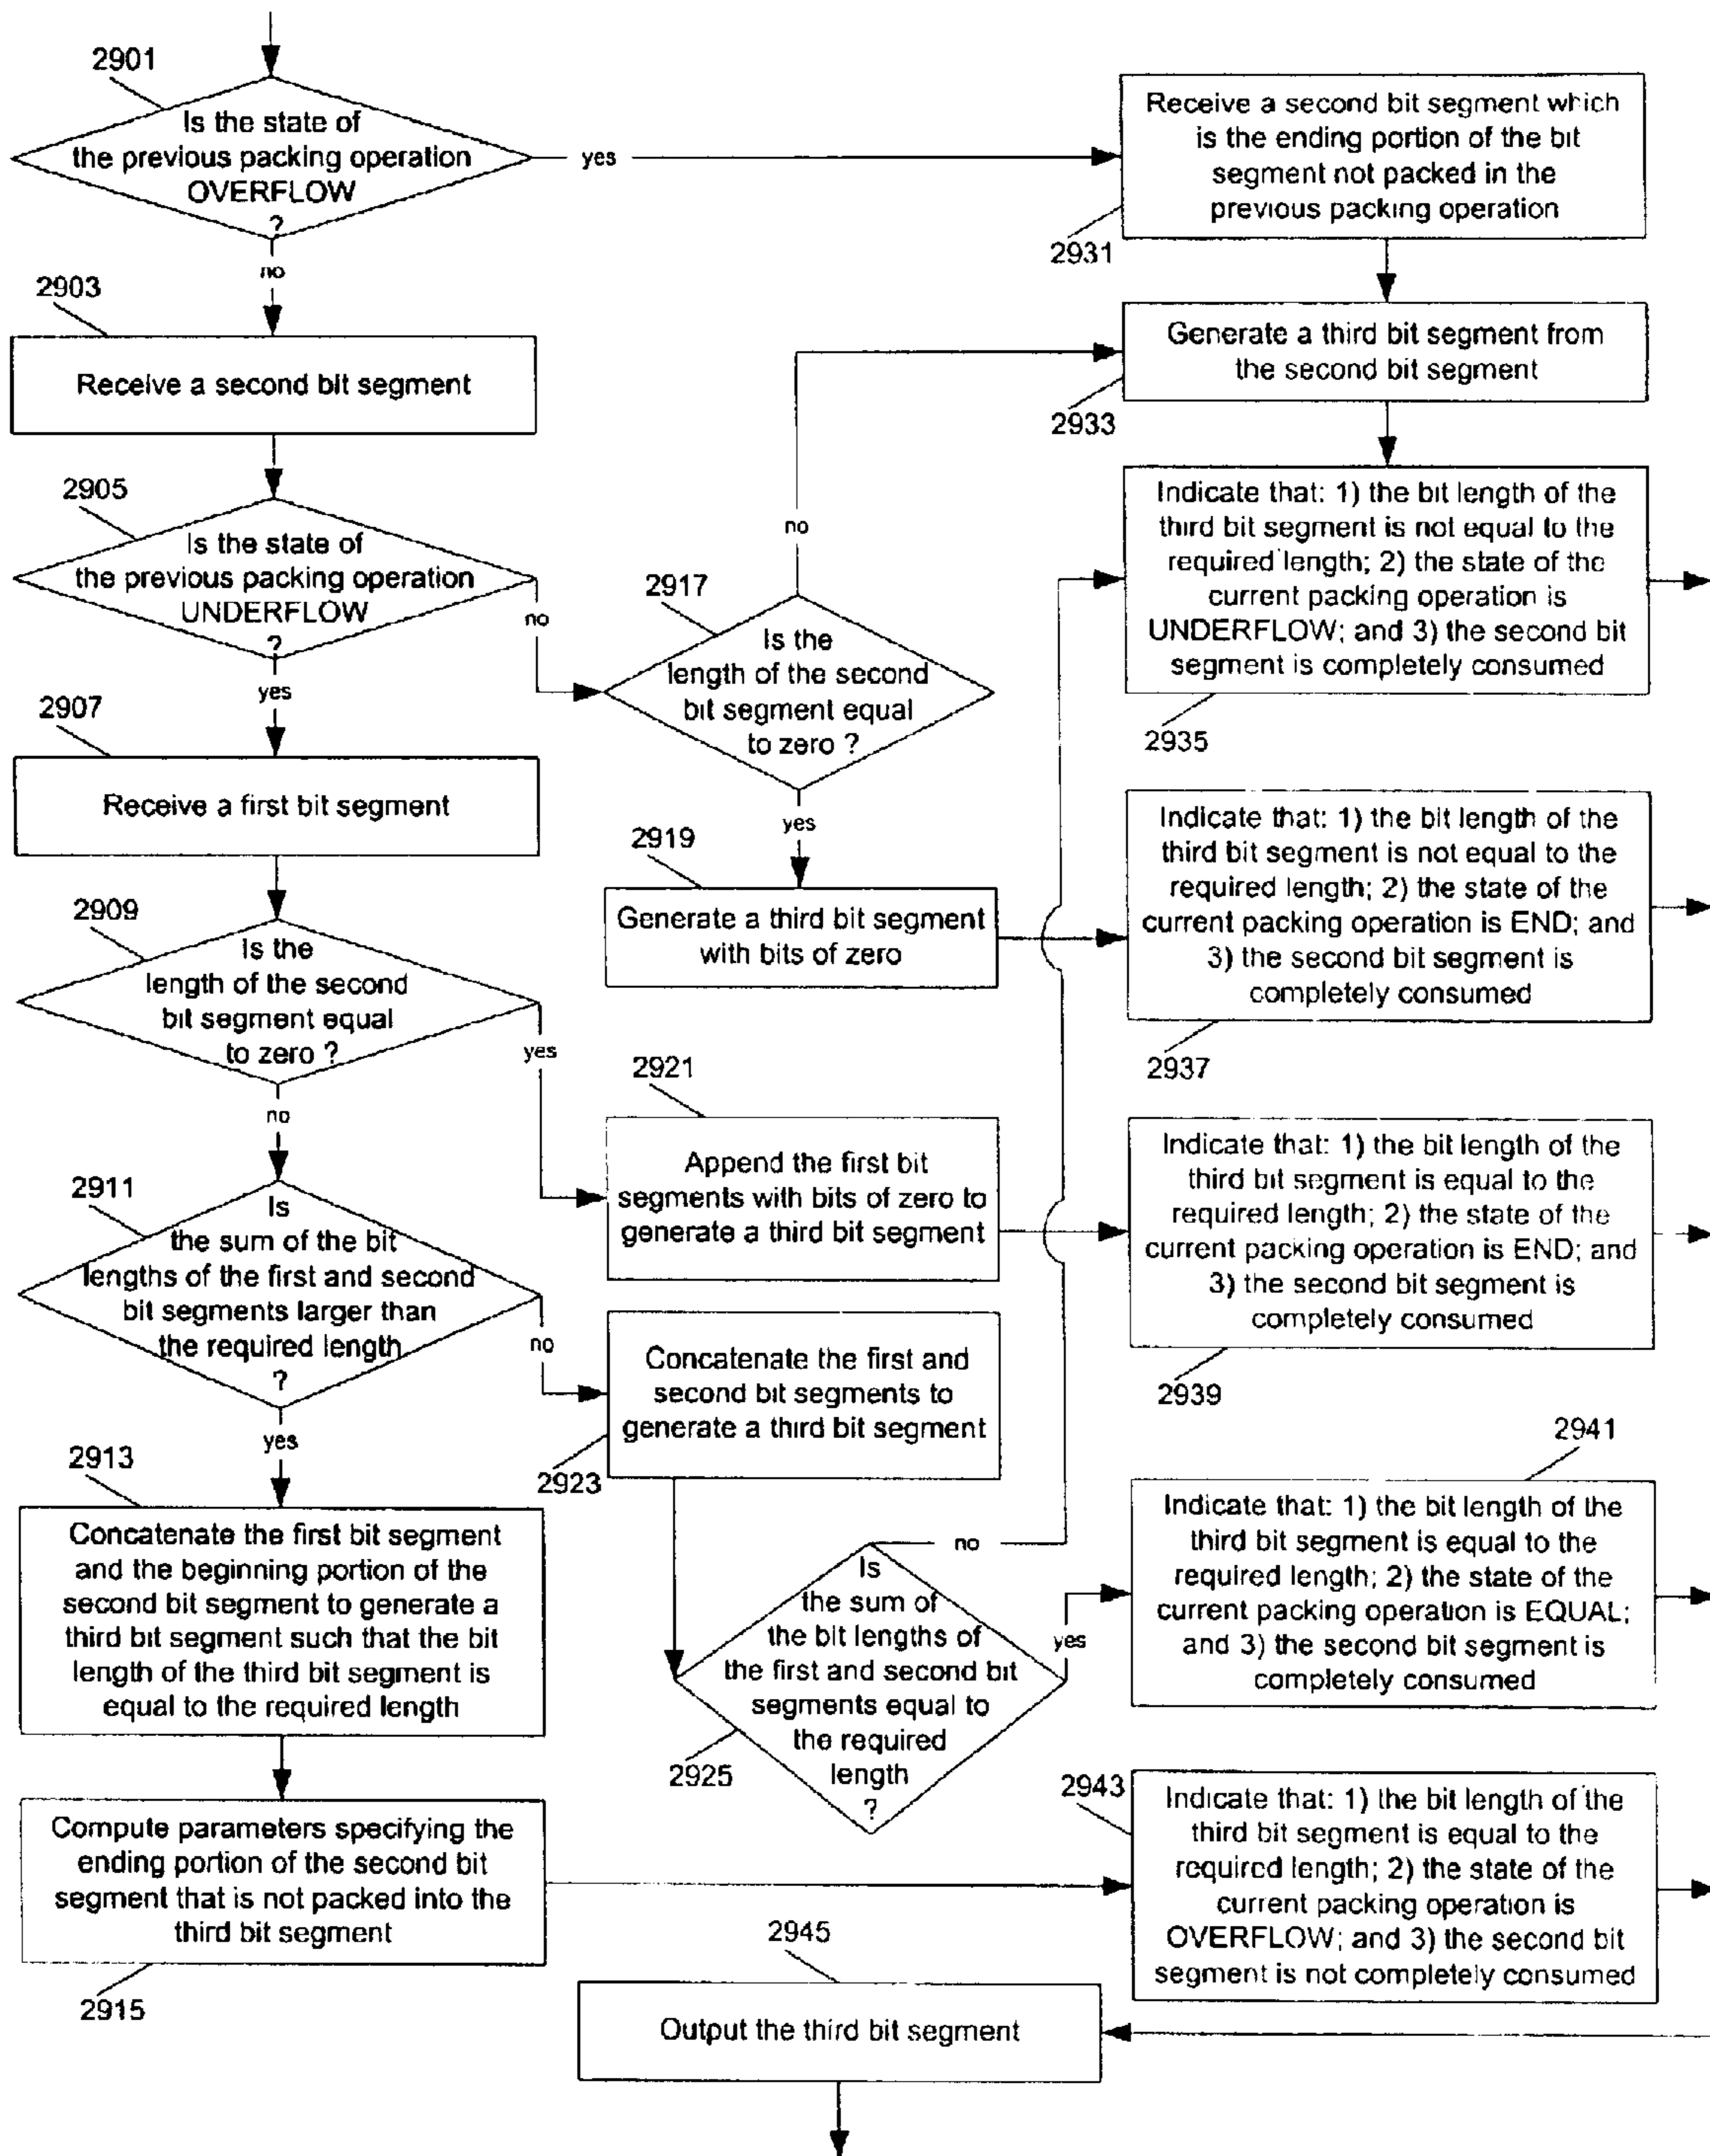 2901
Is the state of
the previous packing operation
OVERFLOW
?
yes
no
Receive a second bit segment which
is the ending portion of the bit
segment not packed in the
previous packing operation
2931
2903
Receive a second bit segment
Generate a third bit segment from
the second bit segment
2933
2905
Is the state of
the previous packing operation
UNDERFLOW
?
no
yes
2917
Is the
length of the second
bit segment equal
to zero ?
no
yes
Indicate that: 1) the bit length of the
third bit segment is not equal to the
required length; 2) the state of the
current packing operation is
UNDERFLOW; and 3) the second bit
segment is completely consumed
2935
2907
Receive a first bit segment
2919
Generate a third bit segment
with bits of zero
Indicate that: 1) the bit length of the
third bit segment is not equal to the
required length; 2) the state of the
current packing operation is END; and
3) the second bit segment is
completely consumed
2937
2909
Is the
length of the second
bit segment equal
to zero ?
yes
no
2921
Append the first bit
segments with bits of zero to
generate a third bit segment
Indicate that: 1) the bit length of the
third bit segment is equal to the
required length; 2) the state of the
current packing operation is END; and
3) the second bit segment is
completely consumed
2939
2911
Is
the sum of the bit
lengths of the first and second
bit segments larger than
the required length
?
no
yes
Concatenate the first and
second bit segments to
generate a third bit segment
2923
2913
Concatenate the first bit segment
and the beginning portion of the
second bit segment to generate a
third bit segment such that the bit
length of the third bit segment is
equal to the required length
no
Is
the sum of
the bit lengths of
the first and second bit
segments equal to
the required
length
?
2925
yes
2941
Indicate that: 1) the bit length of the
third bit segment is equal to the
required length; 2) the state of the
current packing operation is EQUAL;
and 3) the second bit segment is
completely consumed
Compute parameters specifying the
ending portion of the second bit
segment that is not packed into the
third bit segment
2915
2943
Indicate that: 1) the bit length of the
third bit segment is equal to the
required length; 2) the state of the
current packing operation is
OVERFLOW; and 3) the second bit
segment is not completely consumed
2945
Output the third bit segment